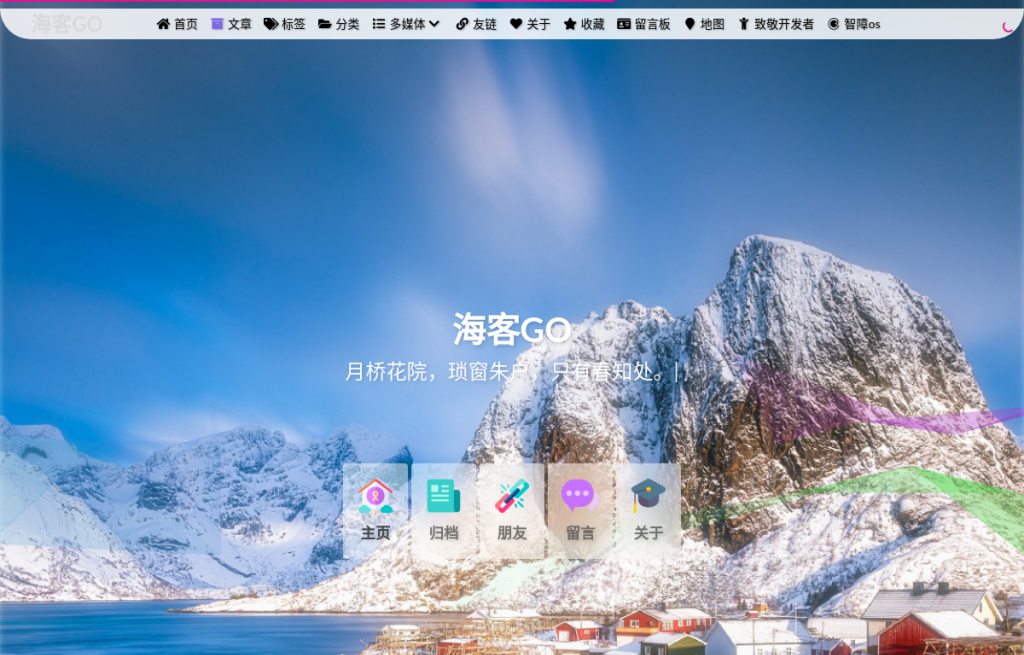 海客GO
首页 文章 标签 分类 多媒体 友链 关于 收藏 留言板 地图 致敬开发者 智障os
海客GO
月桥花院，琐窗朱户，只有春知处。|
主页 归档 朋友 留言 关于